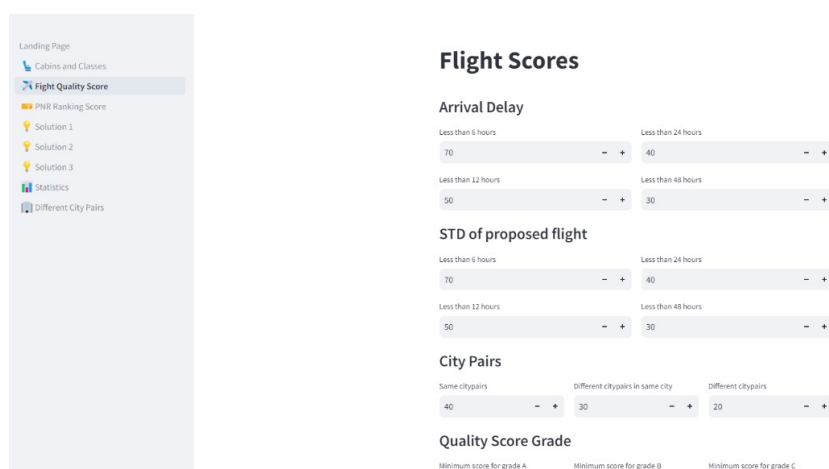 Landing Page
Cabins and Classes
Fight Quality Score
PNR Ranking Score
Solution 1
Solution 2
Solution 3
Statistics
Different City Pairs
Flight Scores
Arrival Delay
Less than 6 hours Less than 24 hours
70 - + 40 - +
Less than 12 hours Less than 48 hours
50 - + 30 - +
STD of proposed flight
Less than 6 hours Less than 24 hours
70 - + 40 - +
Less than 12 hours Less than 48 hours
50 - + 30 - +
City Pairs
Same citypairs Different citypairs in same city Different citypairs
40 - + 30 - + 20 - +
Quality Score Grade
Minimum score for grade A Minimum score for grade B Minimum score for grade C